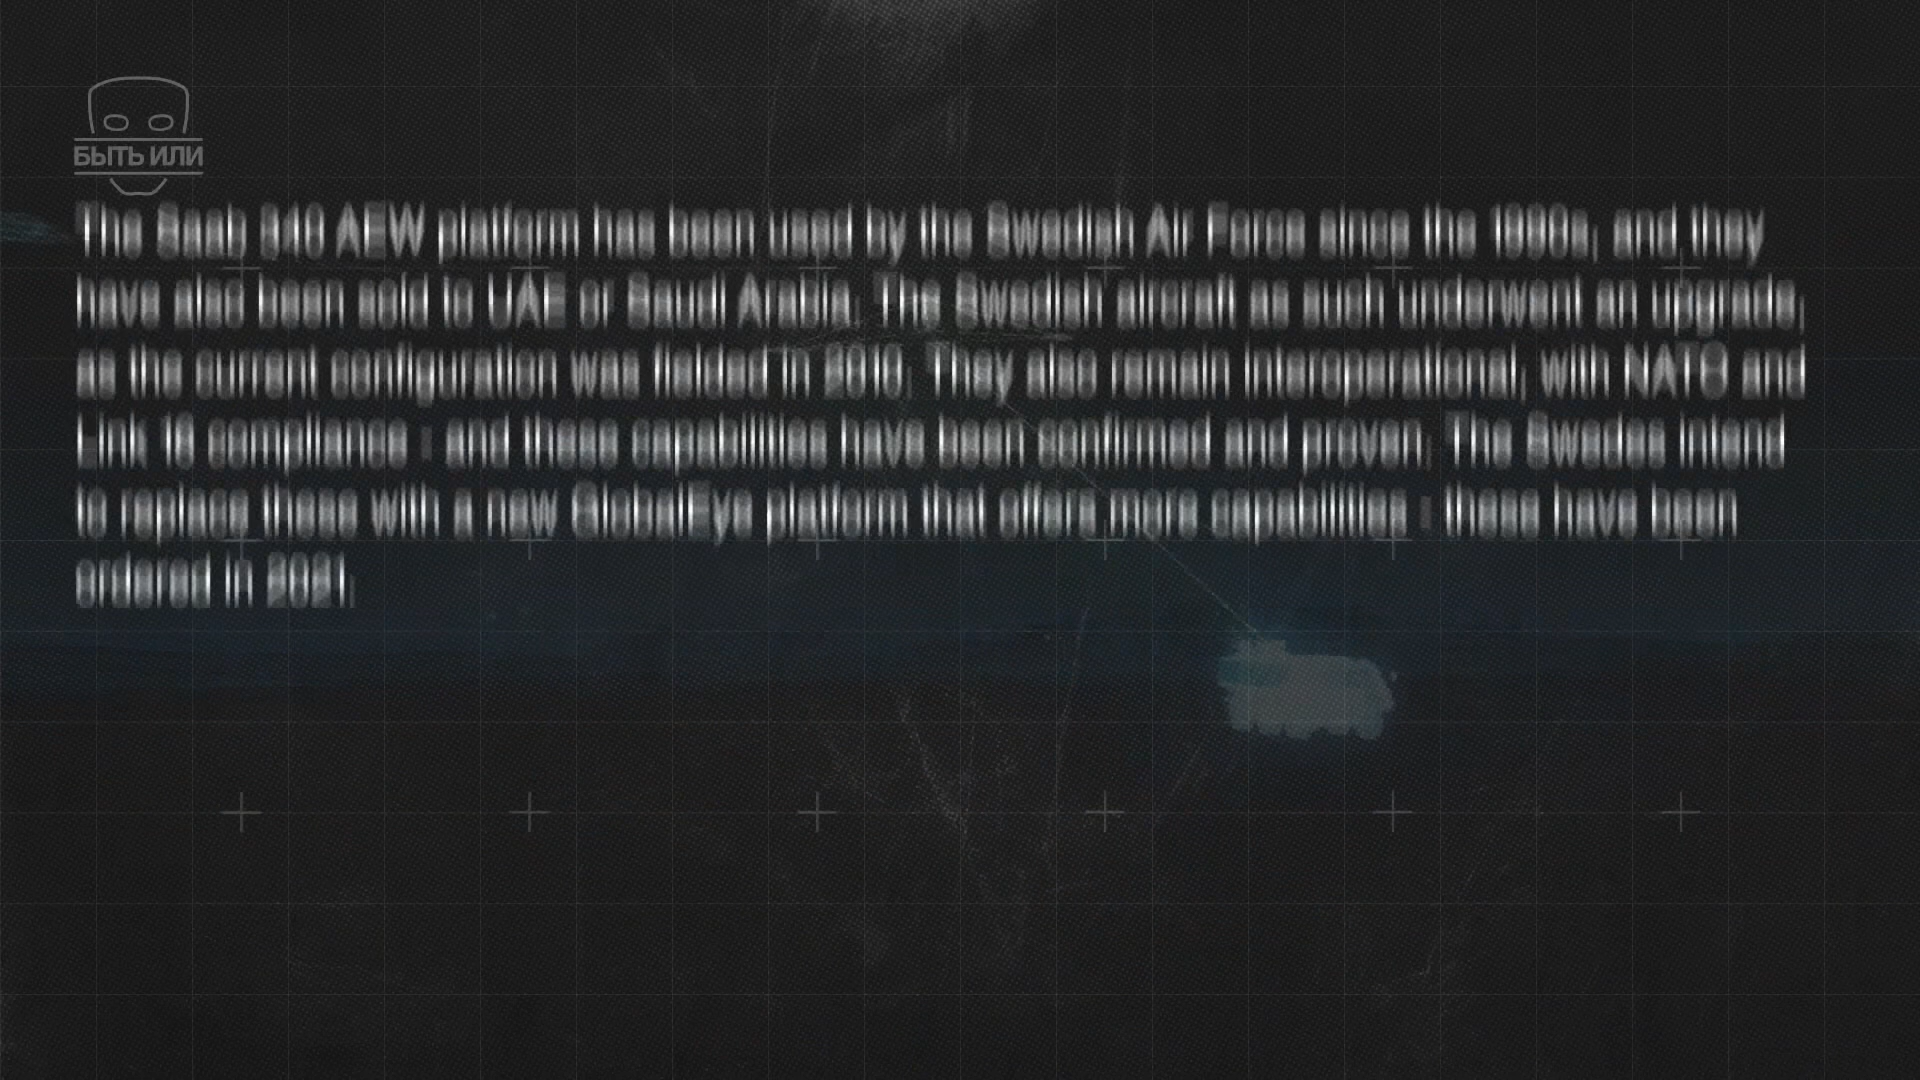 БЫТЬ ИЛИ
The Saab 340 AEW platform has been used by the Swedish Air Force since the 1990s, and they
have also been sold to UAE or Saudi Arabia. The Swedish aircraft as such underwent an upgrade,
as the current configuration was fielded in 2010. They also remain interoperational, with NATO and
Link 16 compliance - and these capabilities have been confirmed and proven. The Swedes intend
to replace these with a new GlobalEye platform that offers more capabilities - these have been
ordered in 2021.